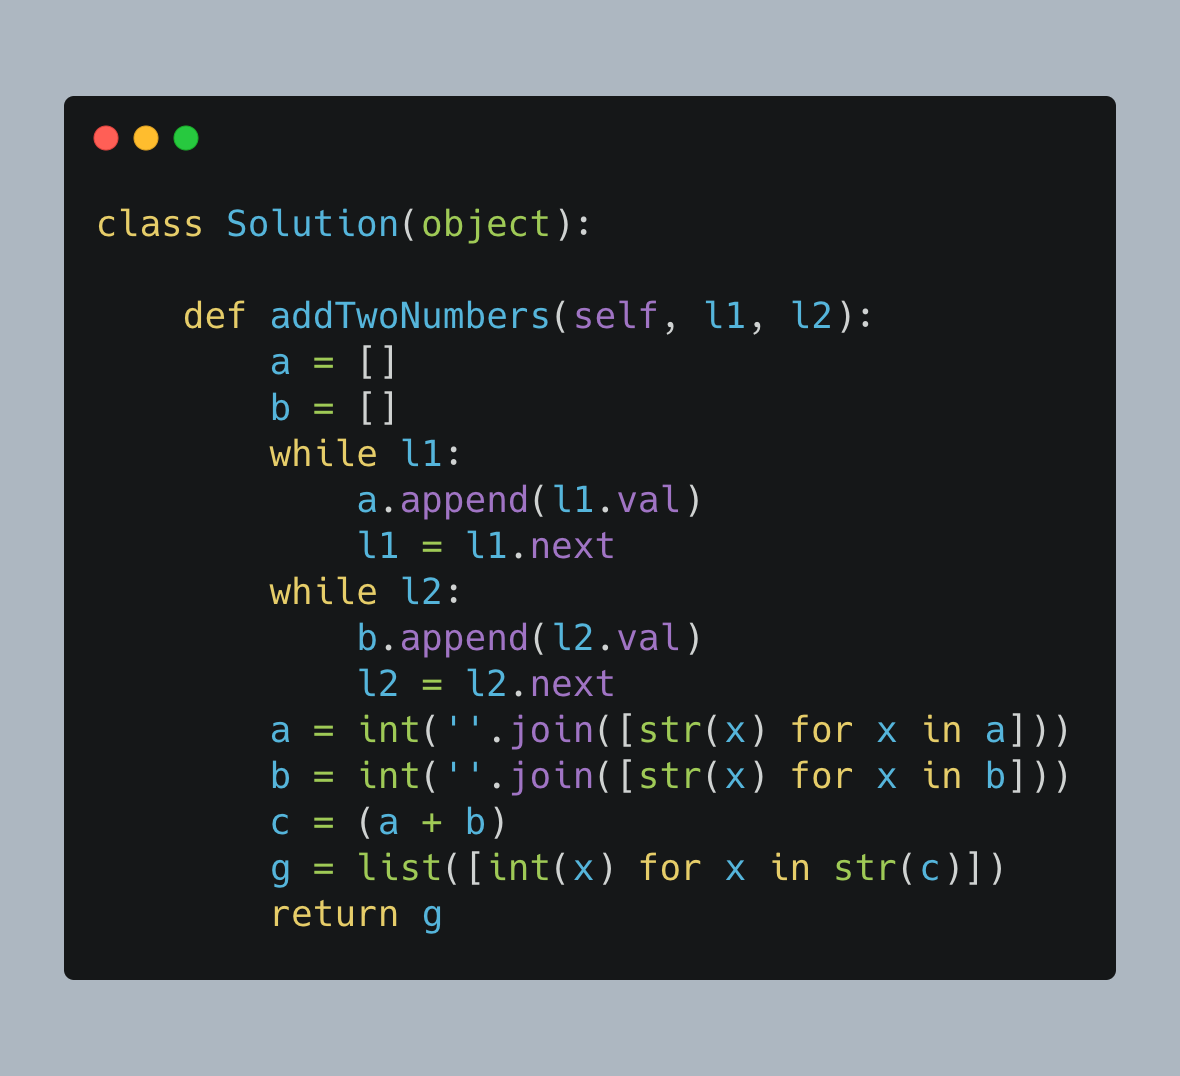 class Solution(object):

    def addTwoNumbers(self, l1, l2):
        a = []
        b = []
        while l1:
            a.append(l1.val)
            l1 = l1.next
        while l2:
            b.append(l2.val)
            l2 = l2.next
        a = int(''.join([str(x) for x in a]))
        b = int(''.join([str(x) for x in b]))
        c = (a + b)
        g = list([int(x) for x in str(c)])
        return g